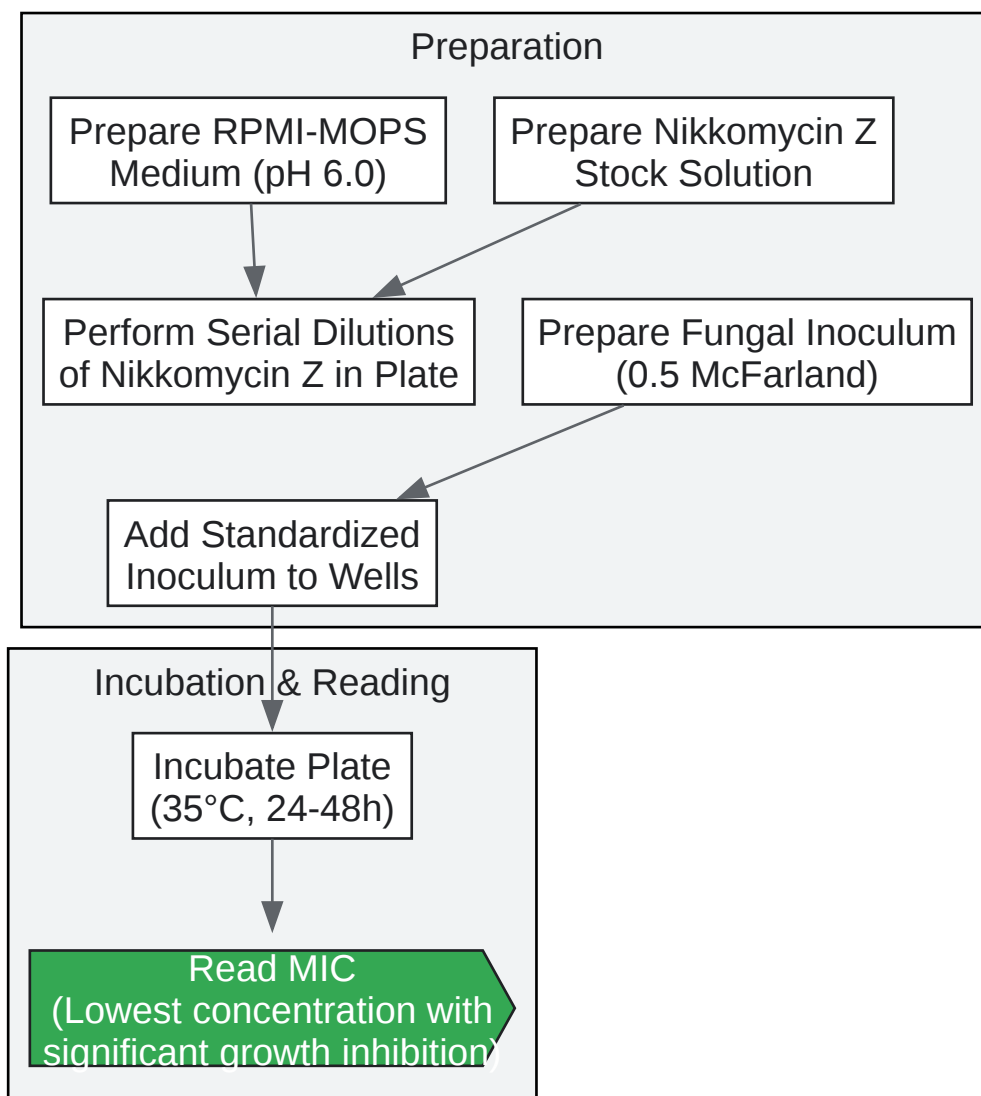 Preparation
Prepare RPMI-MOPS
Medium (pH 6.0)
Prepare Nikkomycin Z
Stock Solution
Perform Serial Dilutions
of Nikkomycin Z in Plate
Prepare Fungal Inoculum
(0.5 McFarland)
Add Standardized
Inoculum to Wells
Incubation & Reading
Incubate Plate
(35°C, 24-48h)
Read MIC
(Lowest concentration with
significant growth inhibition)